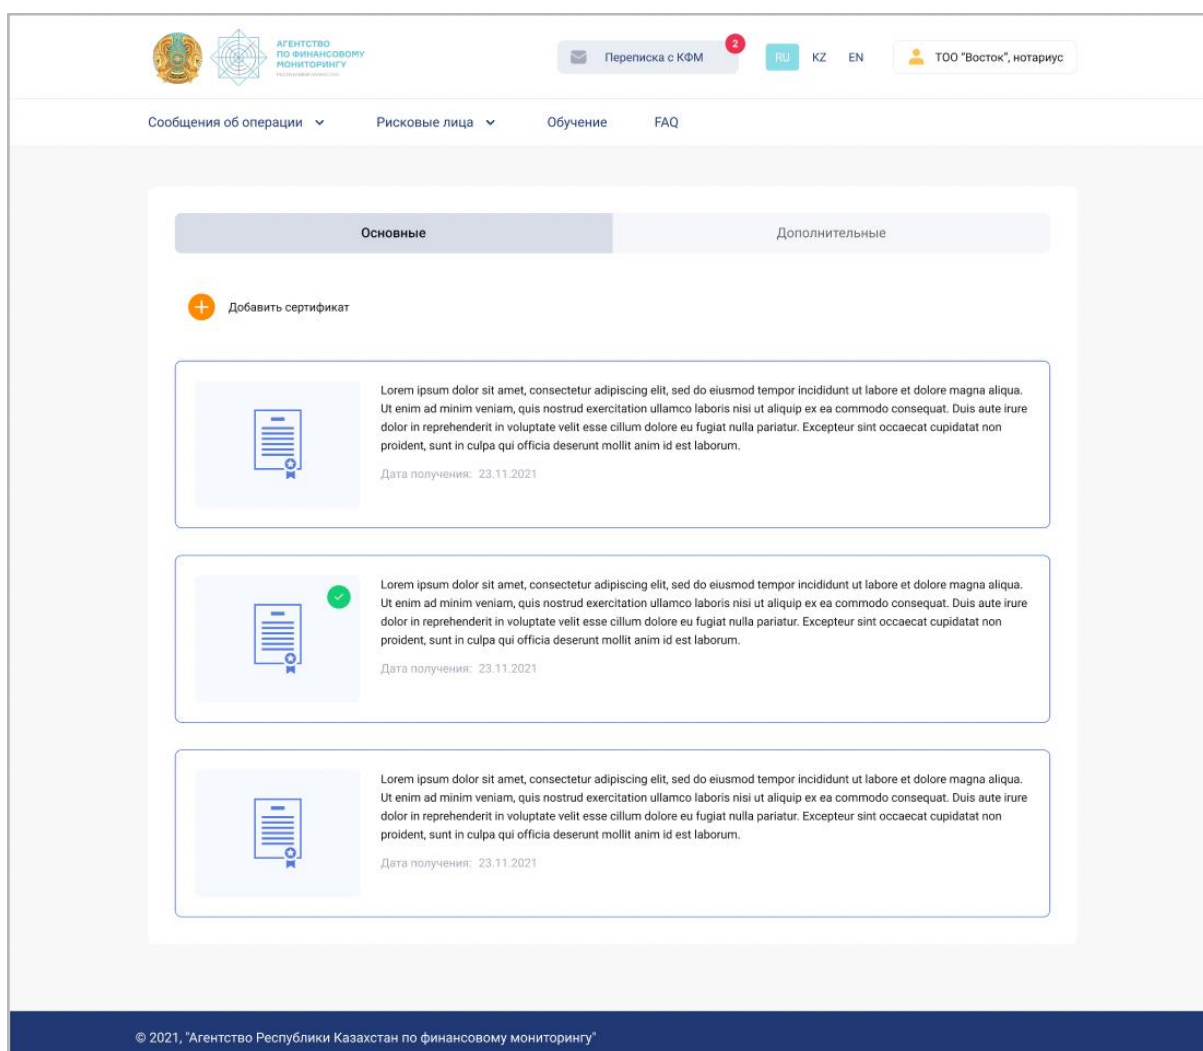 АГЕНТСТВО
ПО ФИНАНСОВОМУ
МОНИТОРИНГУ
РЕСПУБЛИКИ КАЗАХСТАН
Переписка с КФМ
2
RU KZ EN
ТОО "Восток", нотариус
Сообщения об операции Рисковые лица Обучение FAQ
Основные Дополнительные
Добавить сертификат
Lorem ipsum dolor sit amet, consectetur adipiscing elit, sed do eiusmod tempor incididunt ut labore et dolore magna aliqua.
Ut enim ad minim veniam, quis nostrud exercitation ullamco laboris nisi ut aliquip ex ea commodo consequat. Duis aute irure
dolor in reprehenderit in voluptate velit esse cillum dolore eu fugiat nulla pariatur. Excepteur sint occaecat cupidatat non
proident, sunt in culpa qui officia deserunt mollit anim id est laborum.
Дата получения: 23.11.2021
Lorem ipsum dolor sit amet, consectetur adipiscing elit, sed do eiusmod tempor incididunt ut labore et dolore magna aliqua.
Ut enim ad minim veniam, quis nostrud exercitation ullamco laboris nisi ut aliquip ex ea commodo consequat. Duis aute irure
dolor in reprehenderit in voluptate velit esse cillum dolore eu fugiat nulla pariatur. Excepteur sint occaecat cupidatat non
proident, sunt in culpa qui officia deserunt mollit anim id est laborum.
Дата получения: 23.11.2021
Lorem ipsum dolor sit amet, consectetur adipiscing elit, sed do eiusmod tempor incididunt ut labore et dolore magna aliqua.
Ut enim ad minim veniam, quis nostrud exercitation ullamco laboris nisi ut aliquip ex ea commodo consequat. Duis aute irure
dolor in reprehenderit in voluptate velit esse cillum dolore eu fugiat nulla pariatur. Excepteur sint occaecat cupidatat non
proident, sunt in culpa qui officia deserunt mollit anim id est laborum.
Дата получения: 23.11.2021
© 2021, "Агентство Республики Казахстан по финансовому мониторингу"